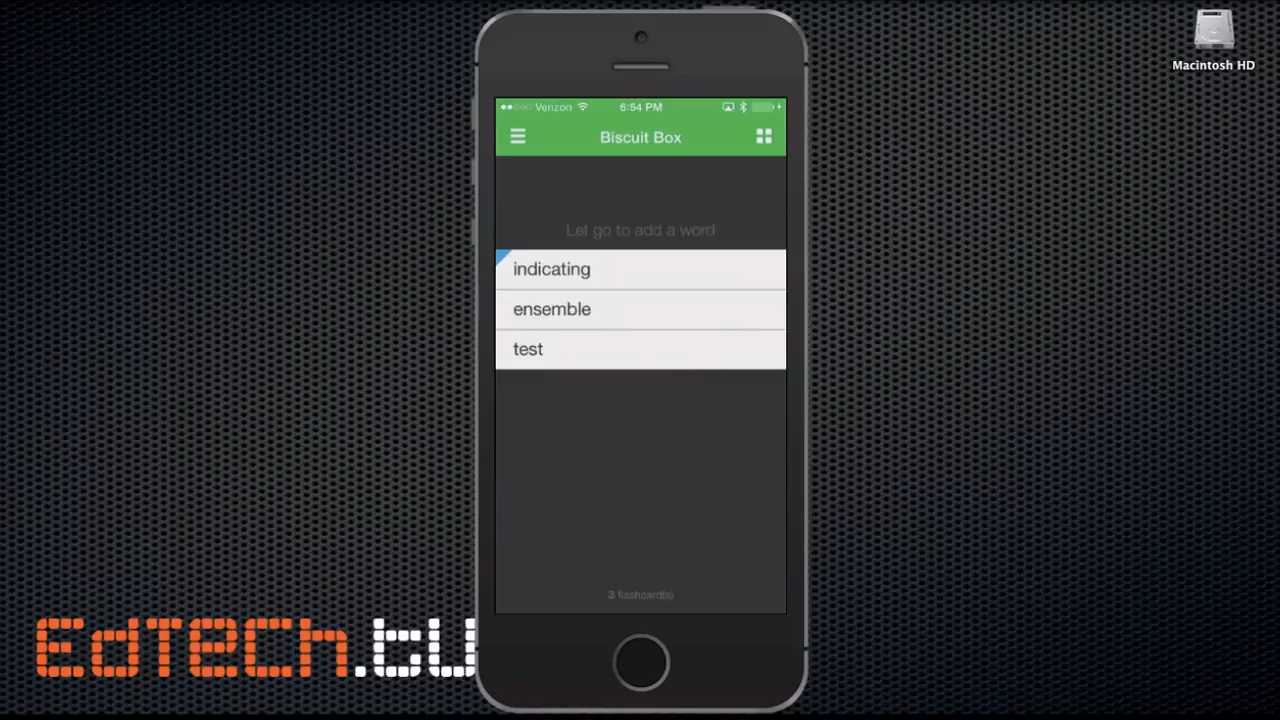 Macintosh HD
Verizon 6:54 PM
Biscuit Box
Let go to add a word
indicating
ensemble
test
3 flashcard(s)
EdTECh.tv